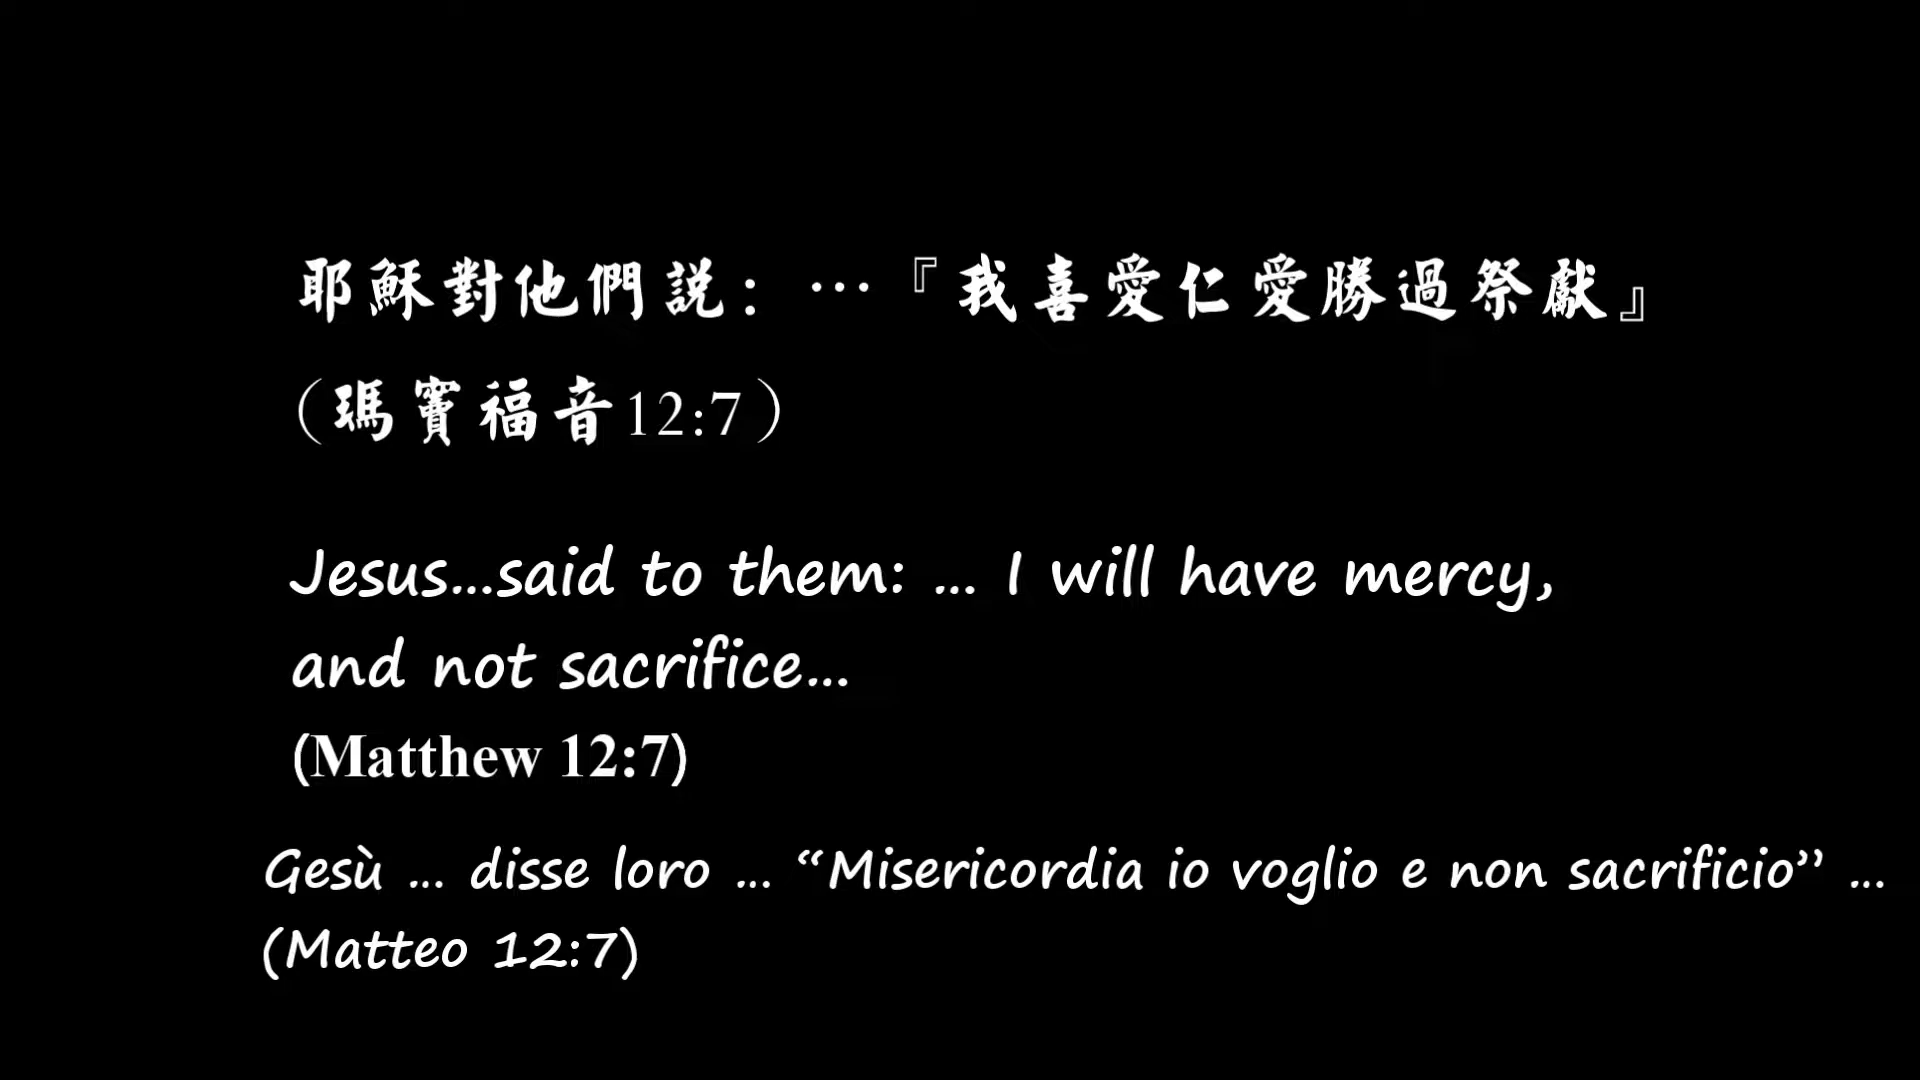 耶穌對他們説：…『我喜愛仁愛勝過祭獻』
（瑪竇福音12:7）
Jesus...said to them: ... I will have mercy,
and not sacrifice...
(Matthew 12:7)
Gesù ... disse loro ... “Misericordia io voglio e non sacrificio” ...
(Matteo 12:7)